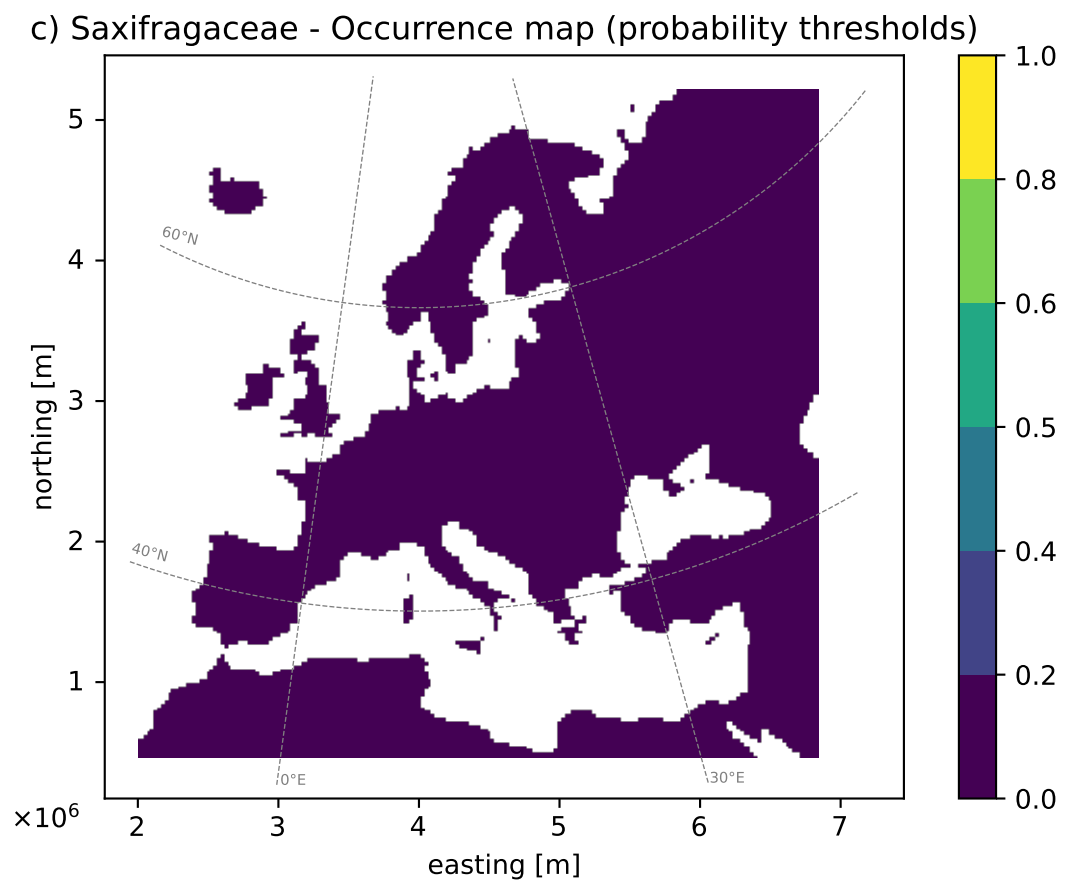 c) Saxifragaceae - Occurrence map (probability thresholds)
1.0
0.8
0.6
0.5
0.4
0.2
0.0
northing [m]
5
4
3
2
1
60°N
40°N
0°E
30°E
×10⁶
2 3 4 5 6 7
easting [m]